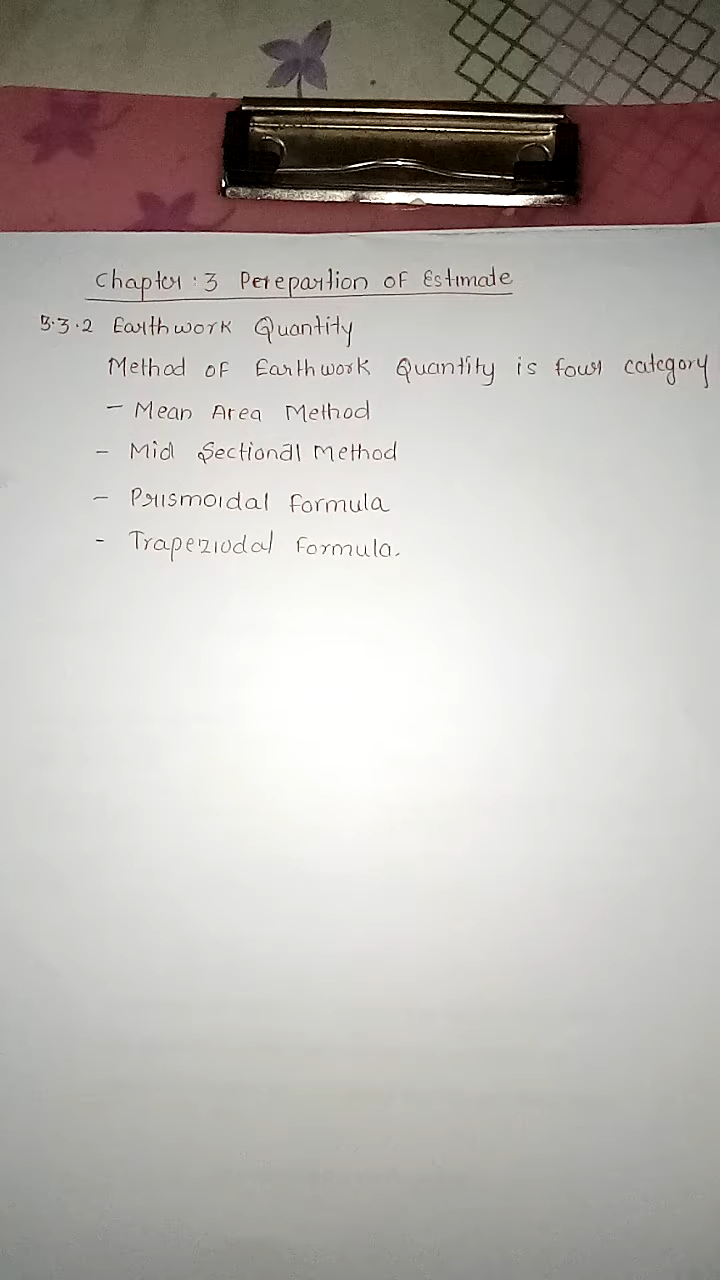 Chapter : 3 Perepartion of Estimate
3.3.2 Earthwork Quantity
Method of Earthwork Quantity is four category
- Mean Area Method
- Mid Sectional Method
- Prismoidal formula
- Trapeziodal formula.